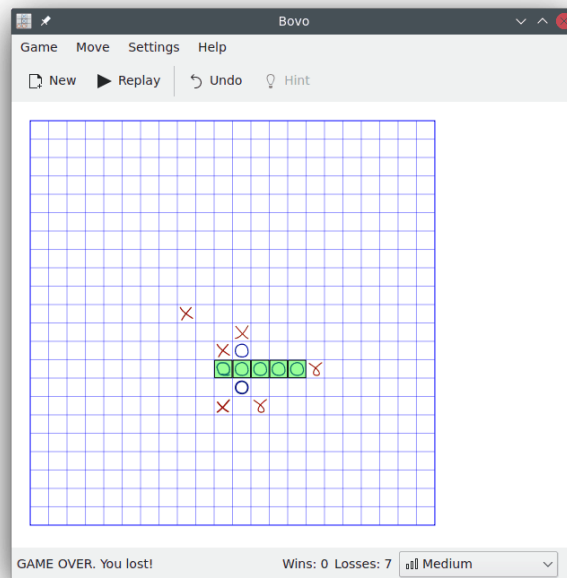 Bovo
Game Move Settings Help
New Replay Undo Hint
GAME OVER. You lost! Wins: 0 Losses: 7 Medium